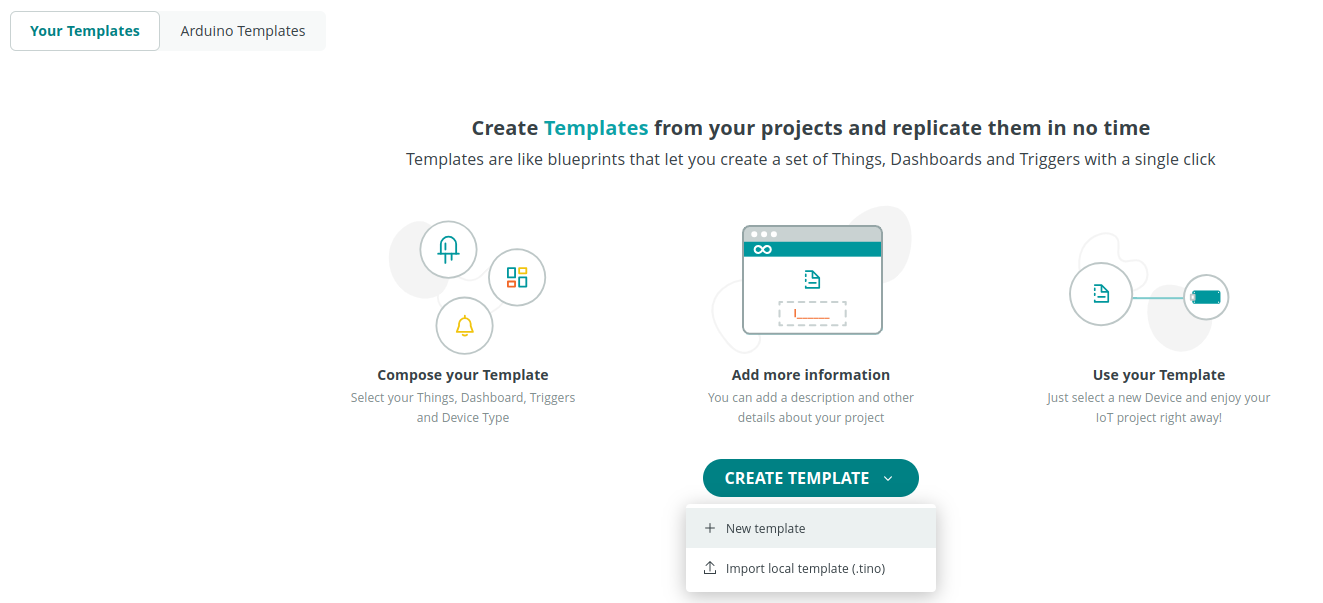 Your Templates
Arduino Templates
Create Templates from your projects and replicate them in no time
Templates are like blueprints that let you create a set of Things, Dashboards and Triggers with a single click
Compose your Template
Select your Things, Dashboard, Triggers
and Device Type
Add more information
You can add a description and other
details about your project
Use your Template
Just select a new Device and enjoy your
IoT project right away!
CREATE TEMPLATE
New template
Import local template (.tino)